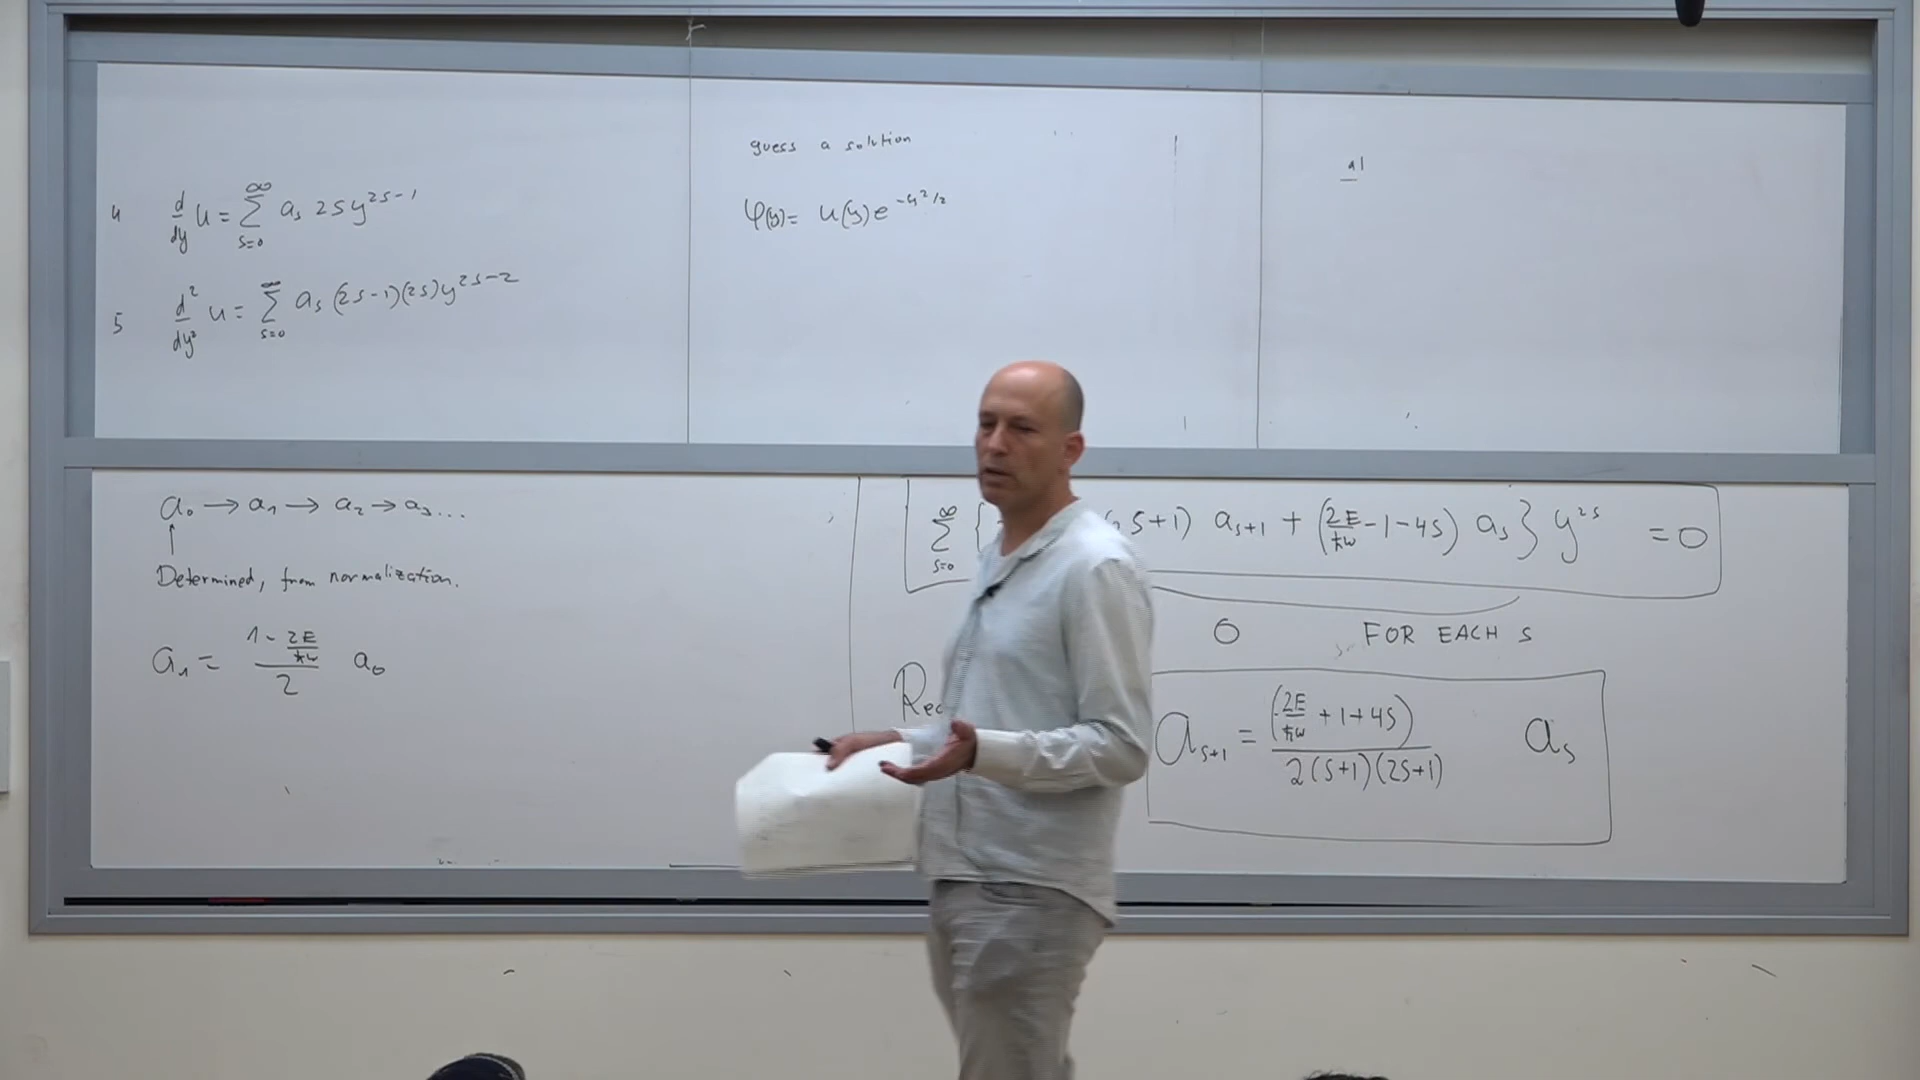 4 d/dy u = ∑_{s=0}^{∞} a_s 2s y^{2s-1}
5 d²/dy² u = ∑_{s=0}^{∞} a_s (2s-1)(2s) y^{2s-2}
guess a solution
φ(y) = u(y) e^{-y²/2}
a_0 → a_1 → a_2 → a_3 ...
↑
Determined, from normalization.
a_1 = (1 - 2E/ħω)/2 a_0
∑_{s=0}^{∞} { 2s+1) a_{s+1} + (2E/ħω - 1 - 4s) a_s } y^{2s} = 0
0 FOR EACH s
a_{s+1} = (-2E/ħω + 1 + 4s) / 2(s+1)(2s+1) a_s